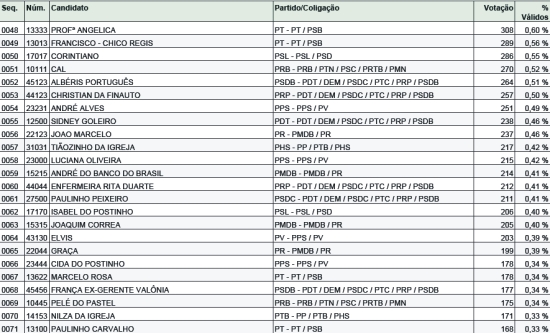 Seq. Núm. Candidato Partido/Coligação Votação % Válidos
0048 13333 PROFª ANGELICA PT - PT / PSB 308 0,60 %
0049 13013 FRANCISCO - CHICO REGIS PT - PT / PSB 289 0,56 %
0050 17017 CORINTIANO PSL - PSL / PSD 286 0,55 %
0051 10111 CAL PRB - PRB / PTN / PSC / PRTB / PMN 270 0,52 %
0052 45123 ALBÉRIS PORTUGUÊS PSDB - PDT / DEM / PSDC / PTC / PRP / PSDB 264 0,51 %
0053 44123 CHRISTIAN DA FINAUTO PRP - PDT / DEM / PSDC / PTC / PRP / PSDB 257 0,50 %
0054 23231 ANDRÉ ALVES PPS - PPS / PV 251 0,49 %
0055 12500 SIDNEY GOLEIRO PDT - PDT / DEM / PSDC / PTC / PRP / PSDB 238 0,46 %
0056 22123 JOAO MARCELO PR - PMDB / PR 237 0,46 %
0057 31031 TIÃOZINHO DA IGREJA PHS - PP / PTB / PHS 217 0,42 %
0058 23000 LUCIANA OLIVEIRA PPS - PPS / PV 215 0,42 %
0059 15215 ANDRÉ DO BANCO DO BRASIL PMDB - PMDB / PR 214 0,41 %
0060 44044 ENFERMEIRA RITA DUARTE PRP - PDT / DEM / PSDC / PTC / PRP / PSDB 212 0,41 %
0061 27500 PAULINHO PEIXEIRO PSDC - PDT / DEM / PSDC / PTC / PRP / PSDB 211 0,41 %
0062 17170 ISABEL DO POSTINHO PSL - PSL / PSD 206 0,40 %
0063 15315 JOAQUIM CORREA PMDB - PMDB / PR 205 0,40 %
0064 43130 ELVIS PV - PPS / PV 203 0,39 %
0065 22044 GRAÇA PR - PMDB / PR 199 0,39 %
0066 23444 CIDA DO POSTINHO PPS - PPS / PV 178 0,34 %
0067 13622 MARCELO ROSA PT - PT / PSB 178 0,34 %
0068 45456 FRANÇA EX-GERENTE VALÔNIA PSDB - PDT / DEM / PSDC / PTC / PRP / PSDB 177 0,34 %
0069 10445 PELÉ DO PASTEL PRB - PRB / PTN / PSC / PRTB / PMN 175 0,34 %
0070 14153 NILZA DA IGREJA PTB - PP / PTB / PHS 171 0,33 %
0071 13100 PAULINHO CARVALHO PT - PT / PSB 168 0,33 %